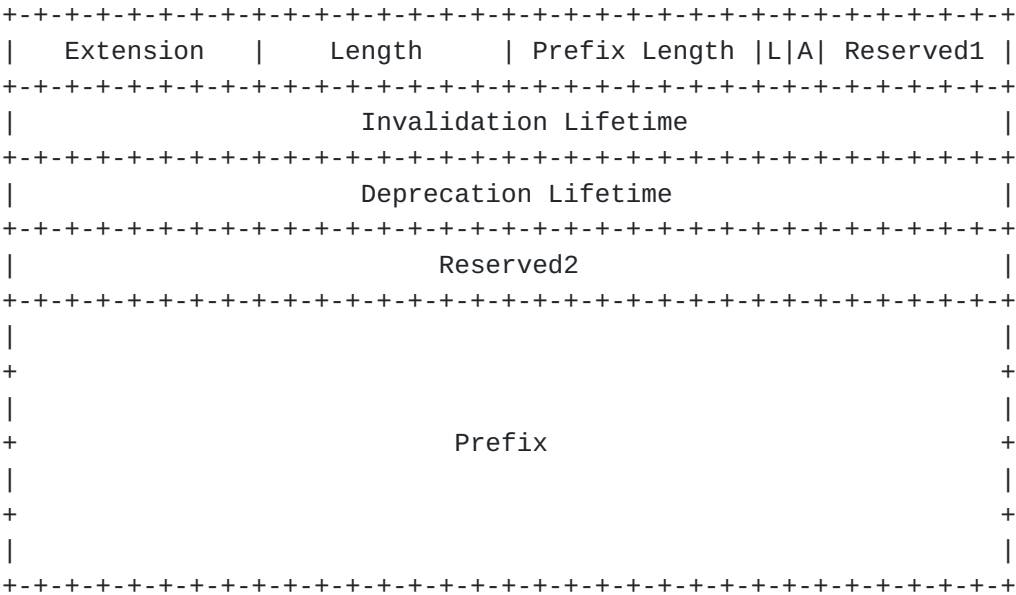 +-+-+-+-+-+-+-+-+-+-+-+-+-+-+-+-+-+-+-+-+-+-+-+-+-+-+-+-+-+-+-+-+
|   Extension   |    Length     | Prefix Length |L|A| Reserved1 |
+-+-+-+-+-+-+-+-+-+-+-+-+-+-+-+-+-+-+-+-+-+-+-+-+-+-+-+-+-+-+-+-+
|                      Invalidation Lifetime                    |
+-+-+-+-+-+-+-+-+-+-+-+-+-+-+-+-+-+-+-+-+-+-+-+-+-+-+-+-+-+-+-+-+
|                      Deprecation Lifetime                     |
+-+-+-+-+-+-+-+-+-+-+-+-+-+-+-+-+-+-+-+-+-+-+-+-+-+-+-+-+-+-+-+-+
|                           Reserved2                           |
+-+-+-+-+-+-+-+-+-+-+-+-+-+-+-+-+-+-+-+-+-+-+-+-+-+-+-+-+-+-+-+-+
|                                                               |
+                                                               +
|                                                               |
+                            Prefix                             +
|                                                               |
+                                                               +
|                                                               |
+-+-+-+-+-+-+-+-+-+-+-+-+-+-+-+-+-+-+-+-+-+-+-+-+-+-+-+-+-+-+-+-+